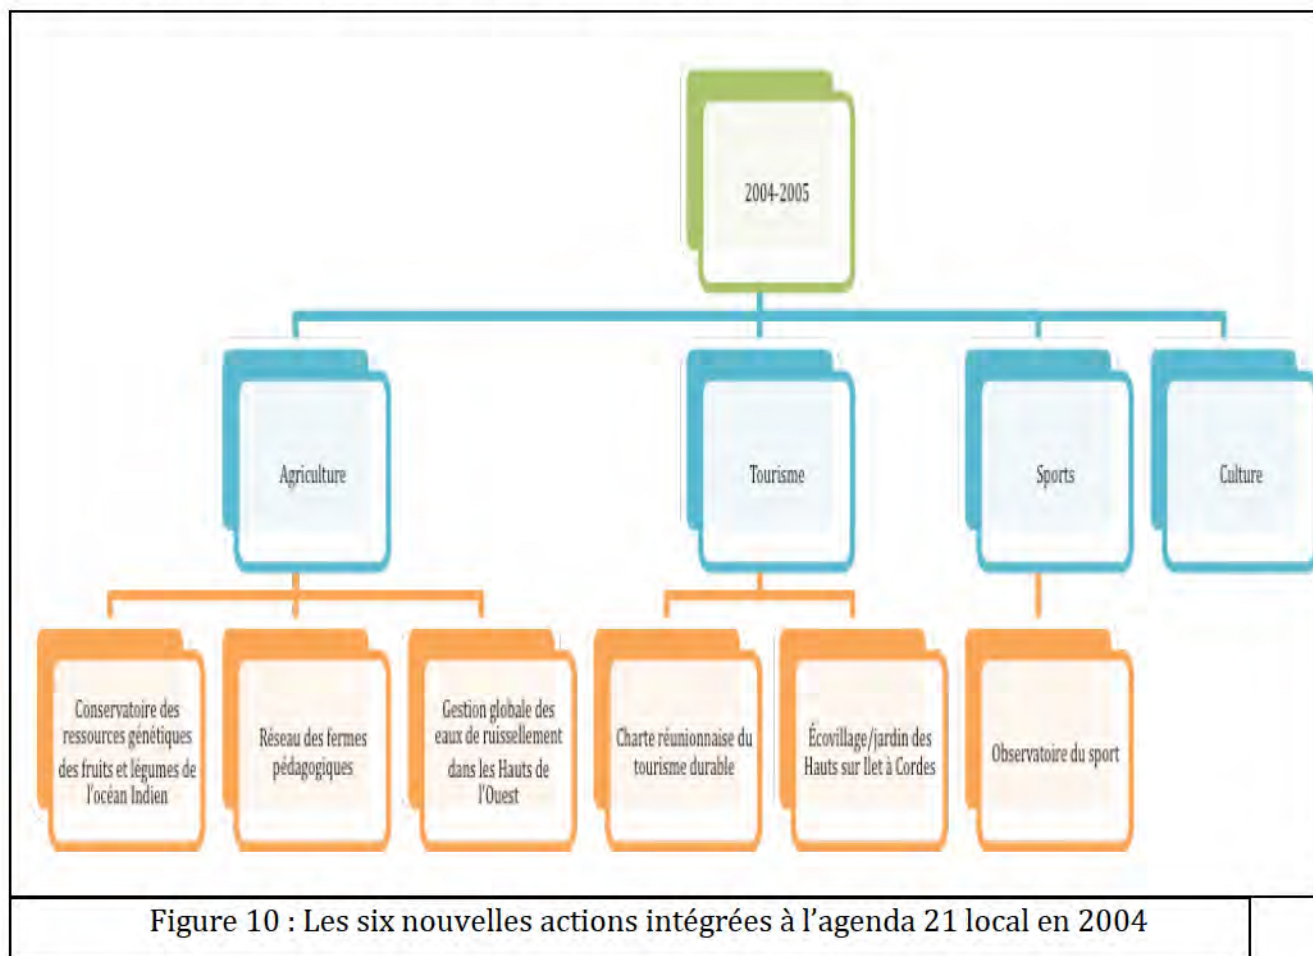 2004-2005
Agriculture
Tourisme
Sports
Culture
Conservatoire des
ressources génétiques
des fruits et légumes de
l'océan Indien
Réseau des fermes
pédagogiques
Gestion globale des
eaux de ruissellement
dans les Hauts de
l'Ouest
Charte réunionnaise du
tourisme durable
Écovillage/jardin des
Hauts sur Ilet à Cordes
Observatoire du sport
Figure 10 : Les six nouvelles actions intégrées à l'agenda 21 local en 2004